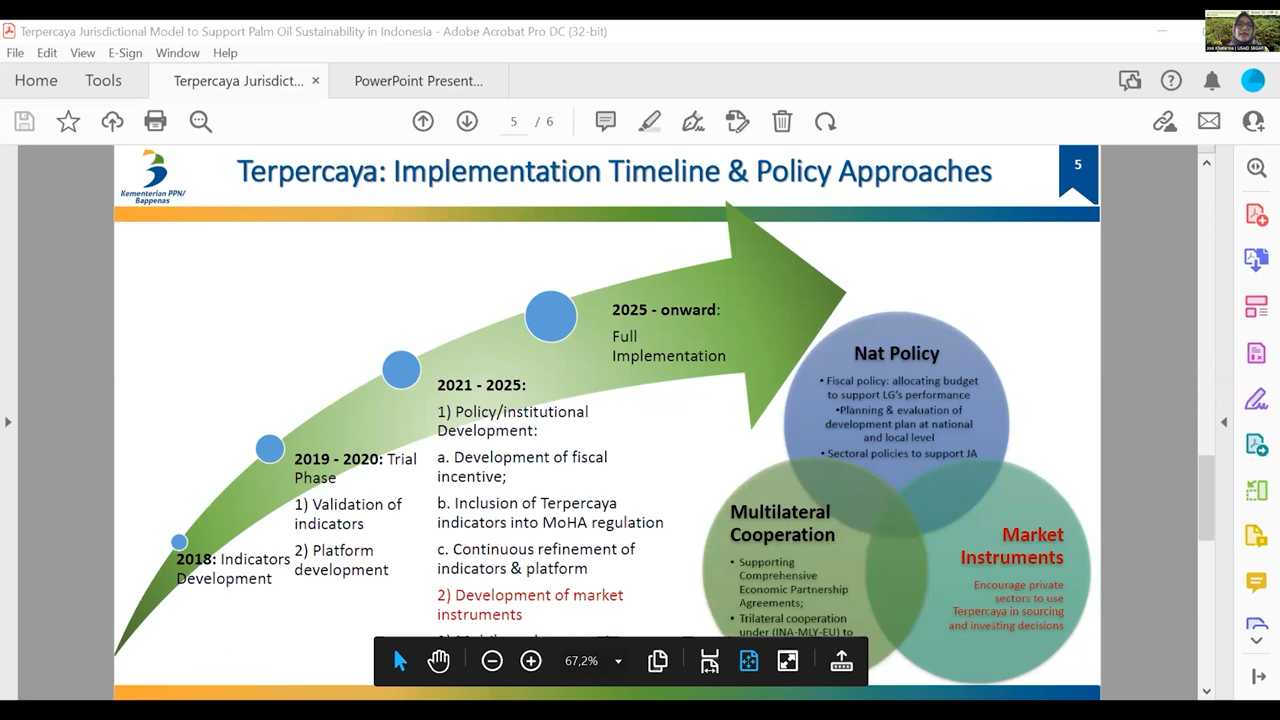 Terpercaya Jurisdictional Model to Support Palm Oil Sustainability in Indonesia - Adobe Acrobat Pro DC (32-bit)
File Edit View E-Sign Window Help
Home Tools Terpercaya Jurisdict... × PowerPoint Present...
5 / 6
Kementerian PPN/
Bappenas
Terpercaya: Implementation Timeline & Policy Approaches
5
2018: Indicators
Development
2019 - 2020: Trial
Phase
1) Validation of
indicators
2) Platform
development
2021 - 2025:
1) Policy/institutional
Development:
a. Development of fiscal
incentive;
b. Inclusion of Terpercaya
indicators into MoHA regulation
c. Continuous refinement of
indicators & platform
2) Development of market
instruments
2025 - onward:
Full
Implementation
Nat Policy
• Fiscal policy: allocating budget
to support LG's performance
•Planning & evaluation of
development plan at national
and local level
• Sectoral policies to support JA
Multilateral
Cooperation
• Supporting
Comprehensive
Economic Partnership
Agreements;
• Trilateral cooperation
under (INA-MLY-EU) to
Market
Instruments
Encourage private
sectors to use
Terpercaya in sourcing
and investing decisions
67,2%